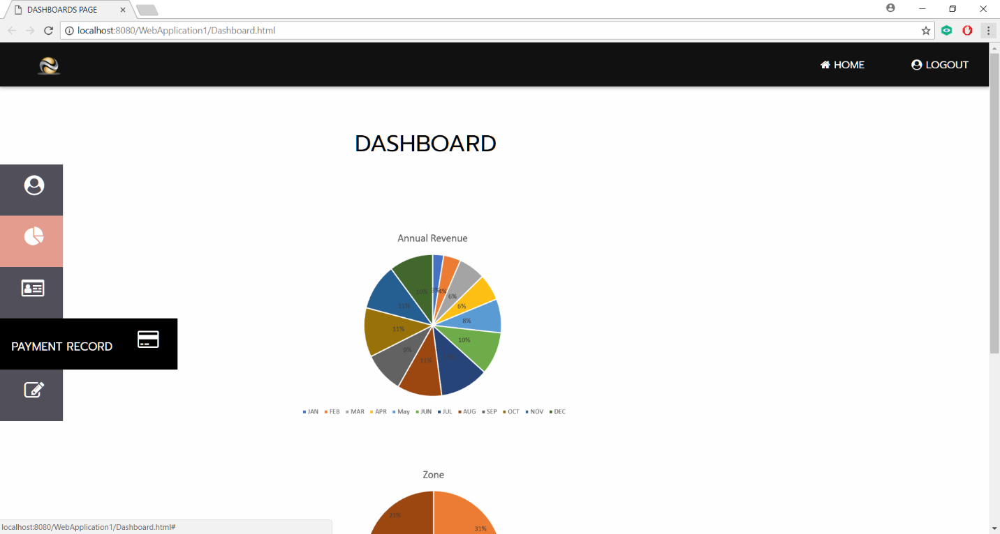 DASHBOARDS PAGE
localhost:8080/WebApplication1/Dashboard.html
HOME
LOGOUT
DASHBOARD
Annual Revenue
3%
4%
10%
6%
11%
6%
8%
11%
10%
9%
11%
PAYMENT RECORD
JAN FEB MAR APR May JUN JUL AUG SEP OCT NOV DEC
Zone
31%
localhost:8080/WebApplication1/Dashboard.html#